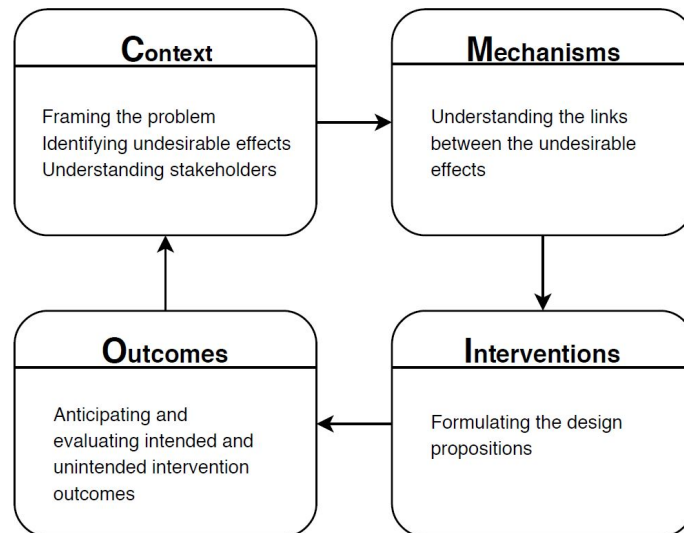 Context
Framing the problem
Identifying undesirable effects
Understanding stakeholders
Mechanisms
Understanding the links
between the undesirable
effects
Outcomes
Anticipating and
evaluating intended and
unintended intervention
outcomes
Interventions
Formulating the design
propositions